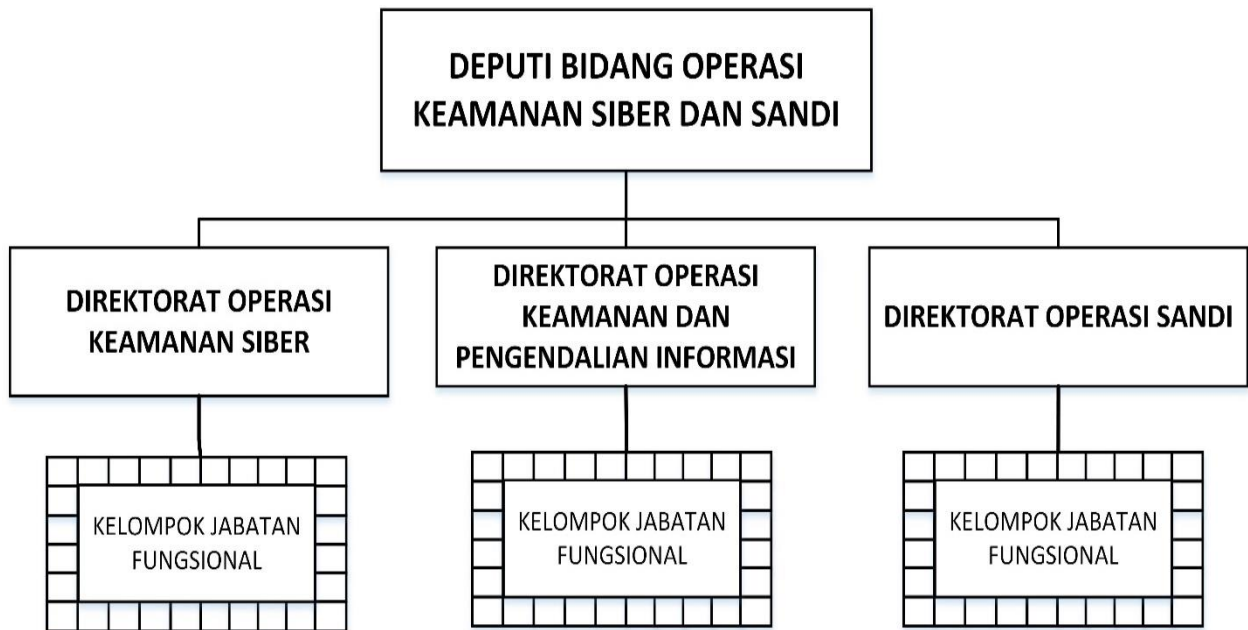 DEPUTI BIDANG OPERASI
KEAMANAN SIBER DAN SANDI
DIREKTORAT OPERASI
KEAMANAN SIBER
DIREKTORAT OPERASI
KEAMANAN DAN
PENGENDALIAN INFORMASI
DIREKTORAT OPERASI SANDI
KELOMPOK JABATAN
FUNGSIONAL
KELOMPOK JABATAN
FUNGSIONAL
KELOMPOK JABATAN
FUNGSIONAL